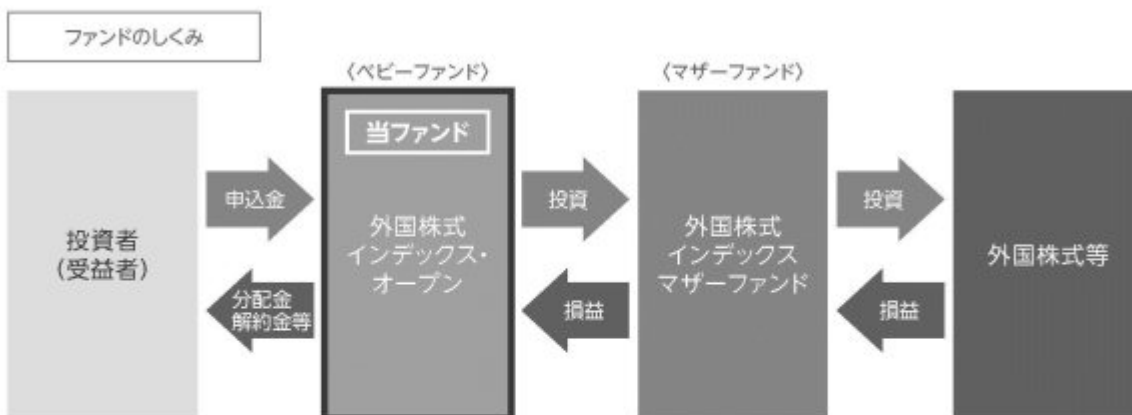 ファンドのしくみ
〈ベビーファンド〉
〈マザーファンド〉
投資者
(受益者)
申込金
分配金
解約金等
当ファンド
外国株式
インデックス・
オープン
投資
損益
外国株式
インデックス
マザーファンド
投資
損益
外国株式等